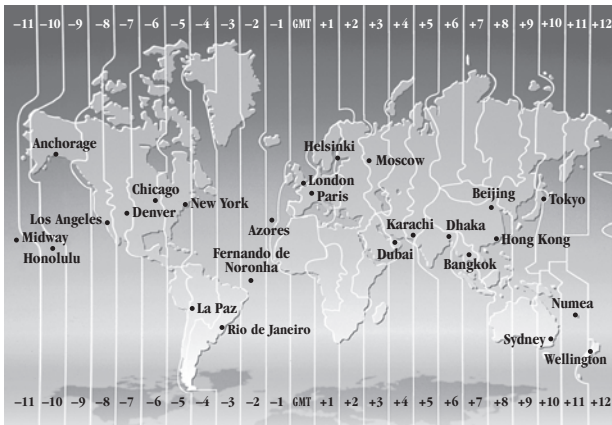 −11 −10 −9 −8 −7 −6 −5 −4 −3 −2 −1 GMT +1 +2 +3 +4 +5 +6 +7 +8 +9 +10 +11 +12
Anchorage
Helsinki
Moscow
London
Paris
Chicago
New York
Denver
Los Angeles
Beijing
Tokyo
Azores
Karachi
Dhaka
Midway
Honolulu
Hong Kong
Dubai
Bangkok
Fernando de
Noronha
La Paz
Numea
Rio de Janeiro
Sydney
Wellington
−11 −10 −9 −8 −7 −6 −5 −4 −3 −2 −1 GMT +1 +2 +3 +4 +5 +6 +7 +8 +9 +10 +11 +12